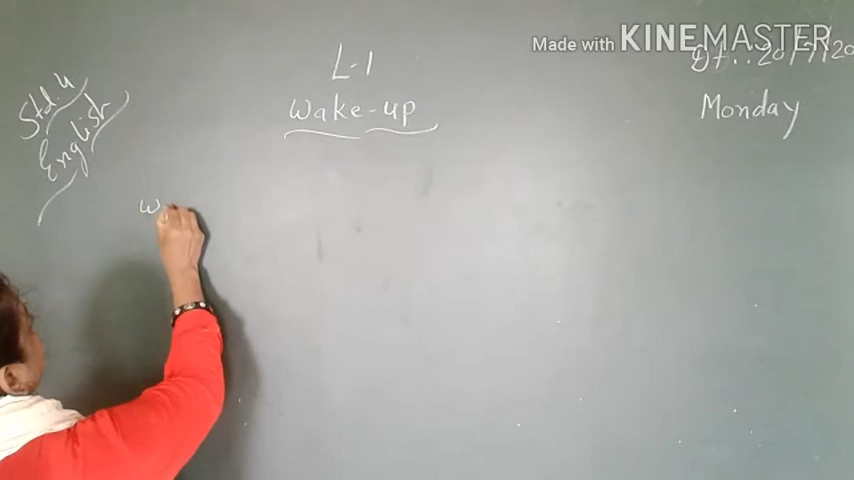 Made with KINEMASTER
L-1
Wake-up
Std. 4
English
Monday
w